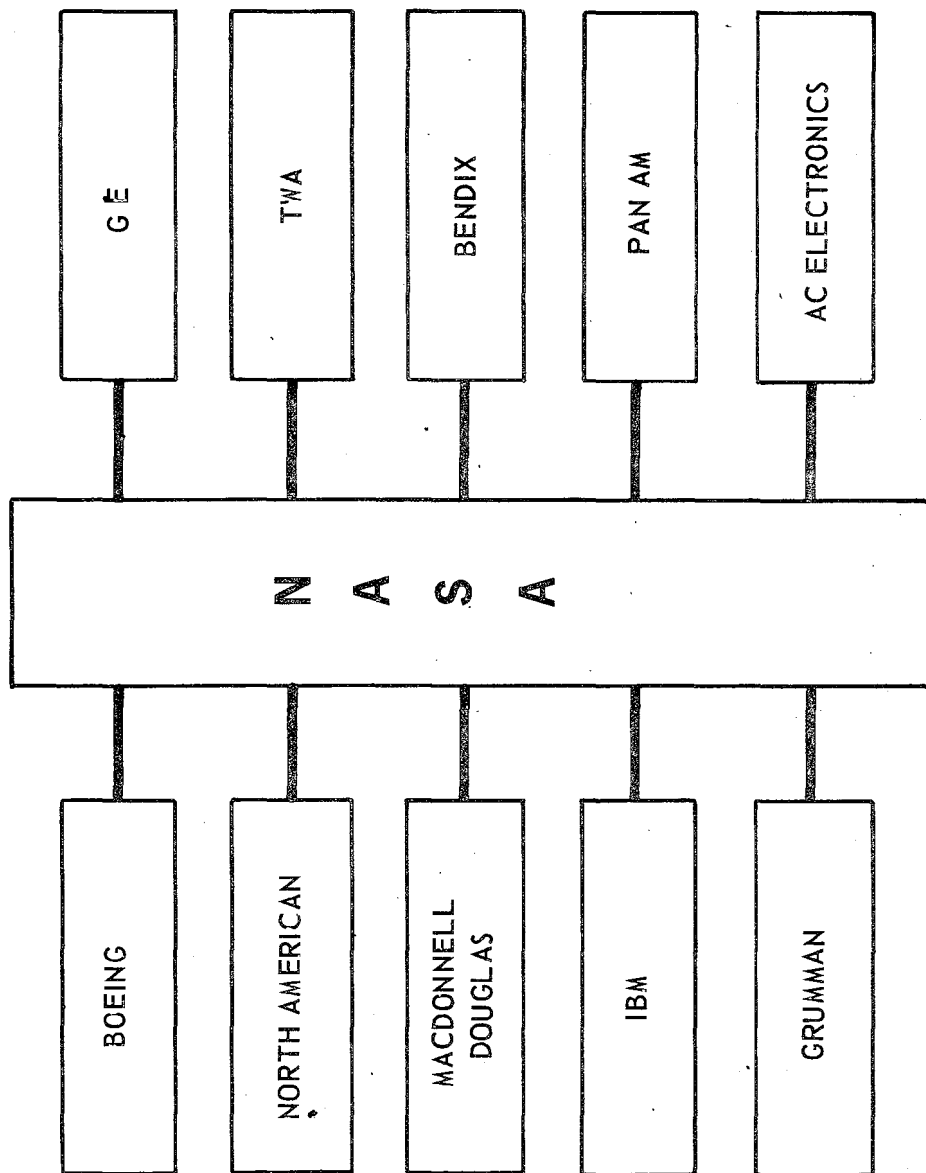 BOEING
NORTH AMERICAN
MACDONNELL
DOUGLAS
IBM
GRUMMAN
N A S A
G E
TWA
BENDIX
PAN AM
AC ELECTRONICS